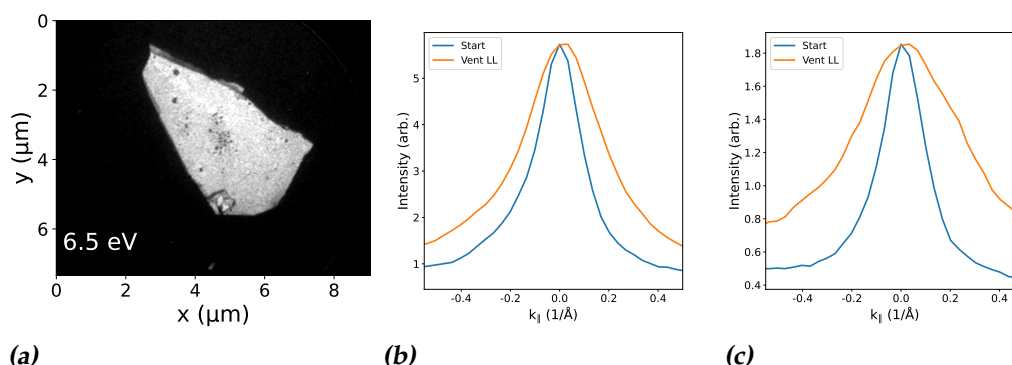 0
2
4
6
y (μm)
6.5 eV
0 2 4 6 8
x (μm)
(a)
Start
Vent LL
5
4
3
2
1
Intensity (arb.)
-0.4 -0.2 0.0 0.2 0.4
k∥ (1/Å)
(b)
Start
Vent LL
1.8
1.6
1.4
1.2
1.0
0.8
0.6
0.4
Intensity (arb.)
-0.4 -0.2 0.0 0.2 0.4
k∥ (1/Å)
(c)